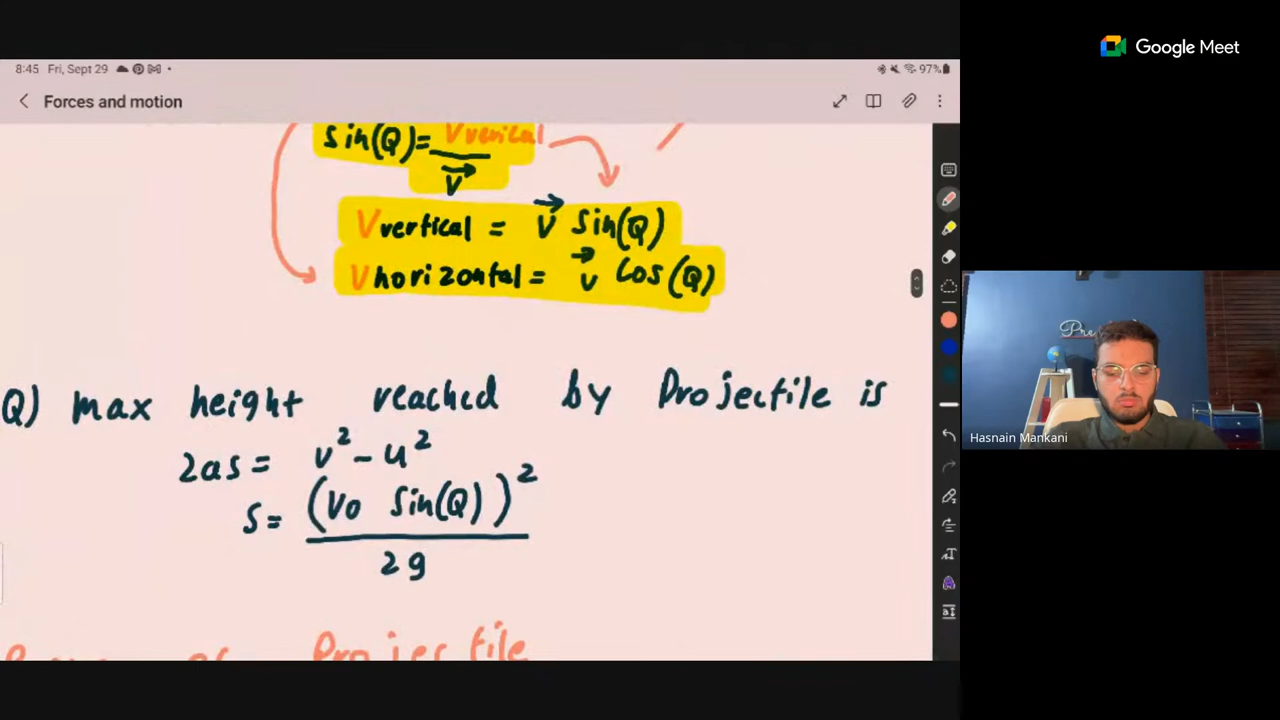 Google Meet
8:45 Fri, Sept 29
97%
Forces and motion
Sin(Q)= Vverical
V
Vvertical = V Sin(Q)
Vhorizontal = V Cos(Q)
Q) max height reached by Projectile is
2as = v²-u²
S = (Vo Sin(Q))²
2g
Projectile
Hasnain Mankani